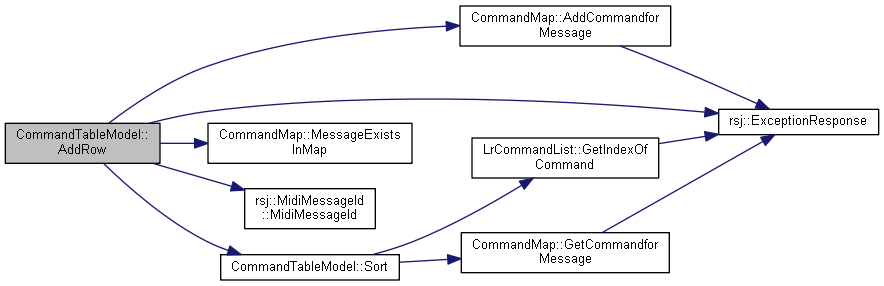 CommandMap::AddCommandfor
Message
CommandTableModel::
AddRow
CommandMap::MessageExists
InMap
rsj::MidiMessageId
::MidiMessageId
CommandTableModel::Sort
LrCommandList::GetIndexOf
Command
CommandMap::GetCommandfor
Message
rsj::ExceptionResponse